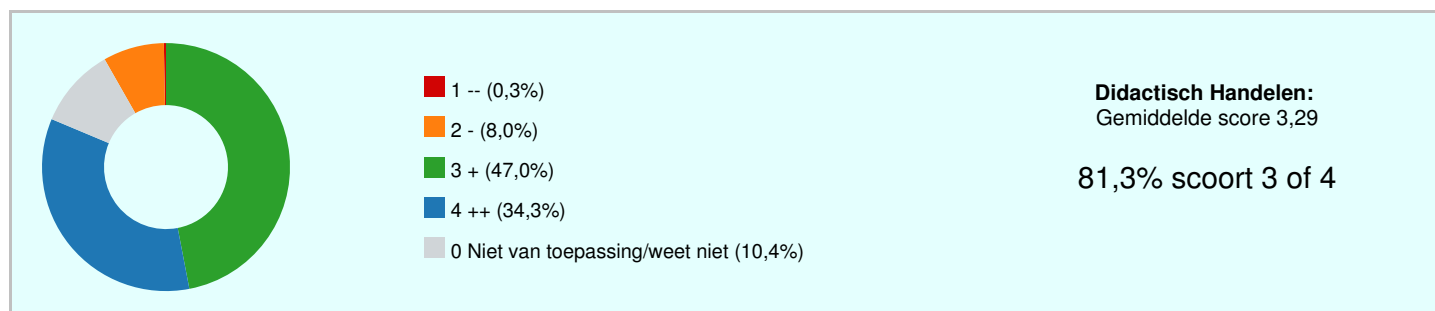 1 -- (0,3%)
2 - (8,0%)
3 + (47,0%)
4 ++ (34,3%)
0 Niet van toepassing/weet niet (10,4%)
Didactisch Handelen:
Gemiddelde score 3,29
81,3% scoort 3 of 4